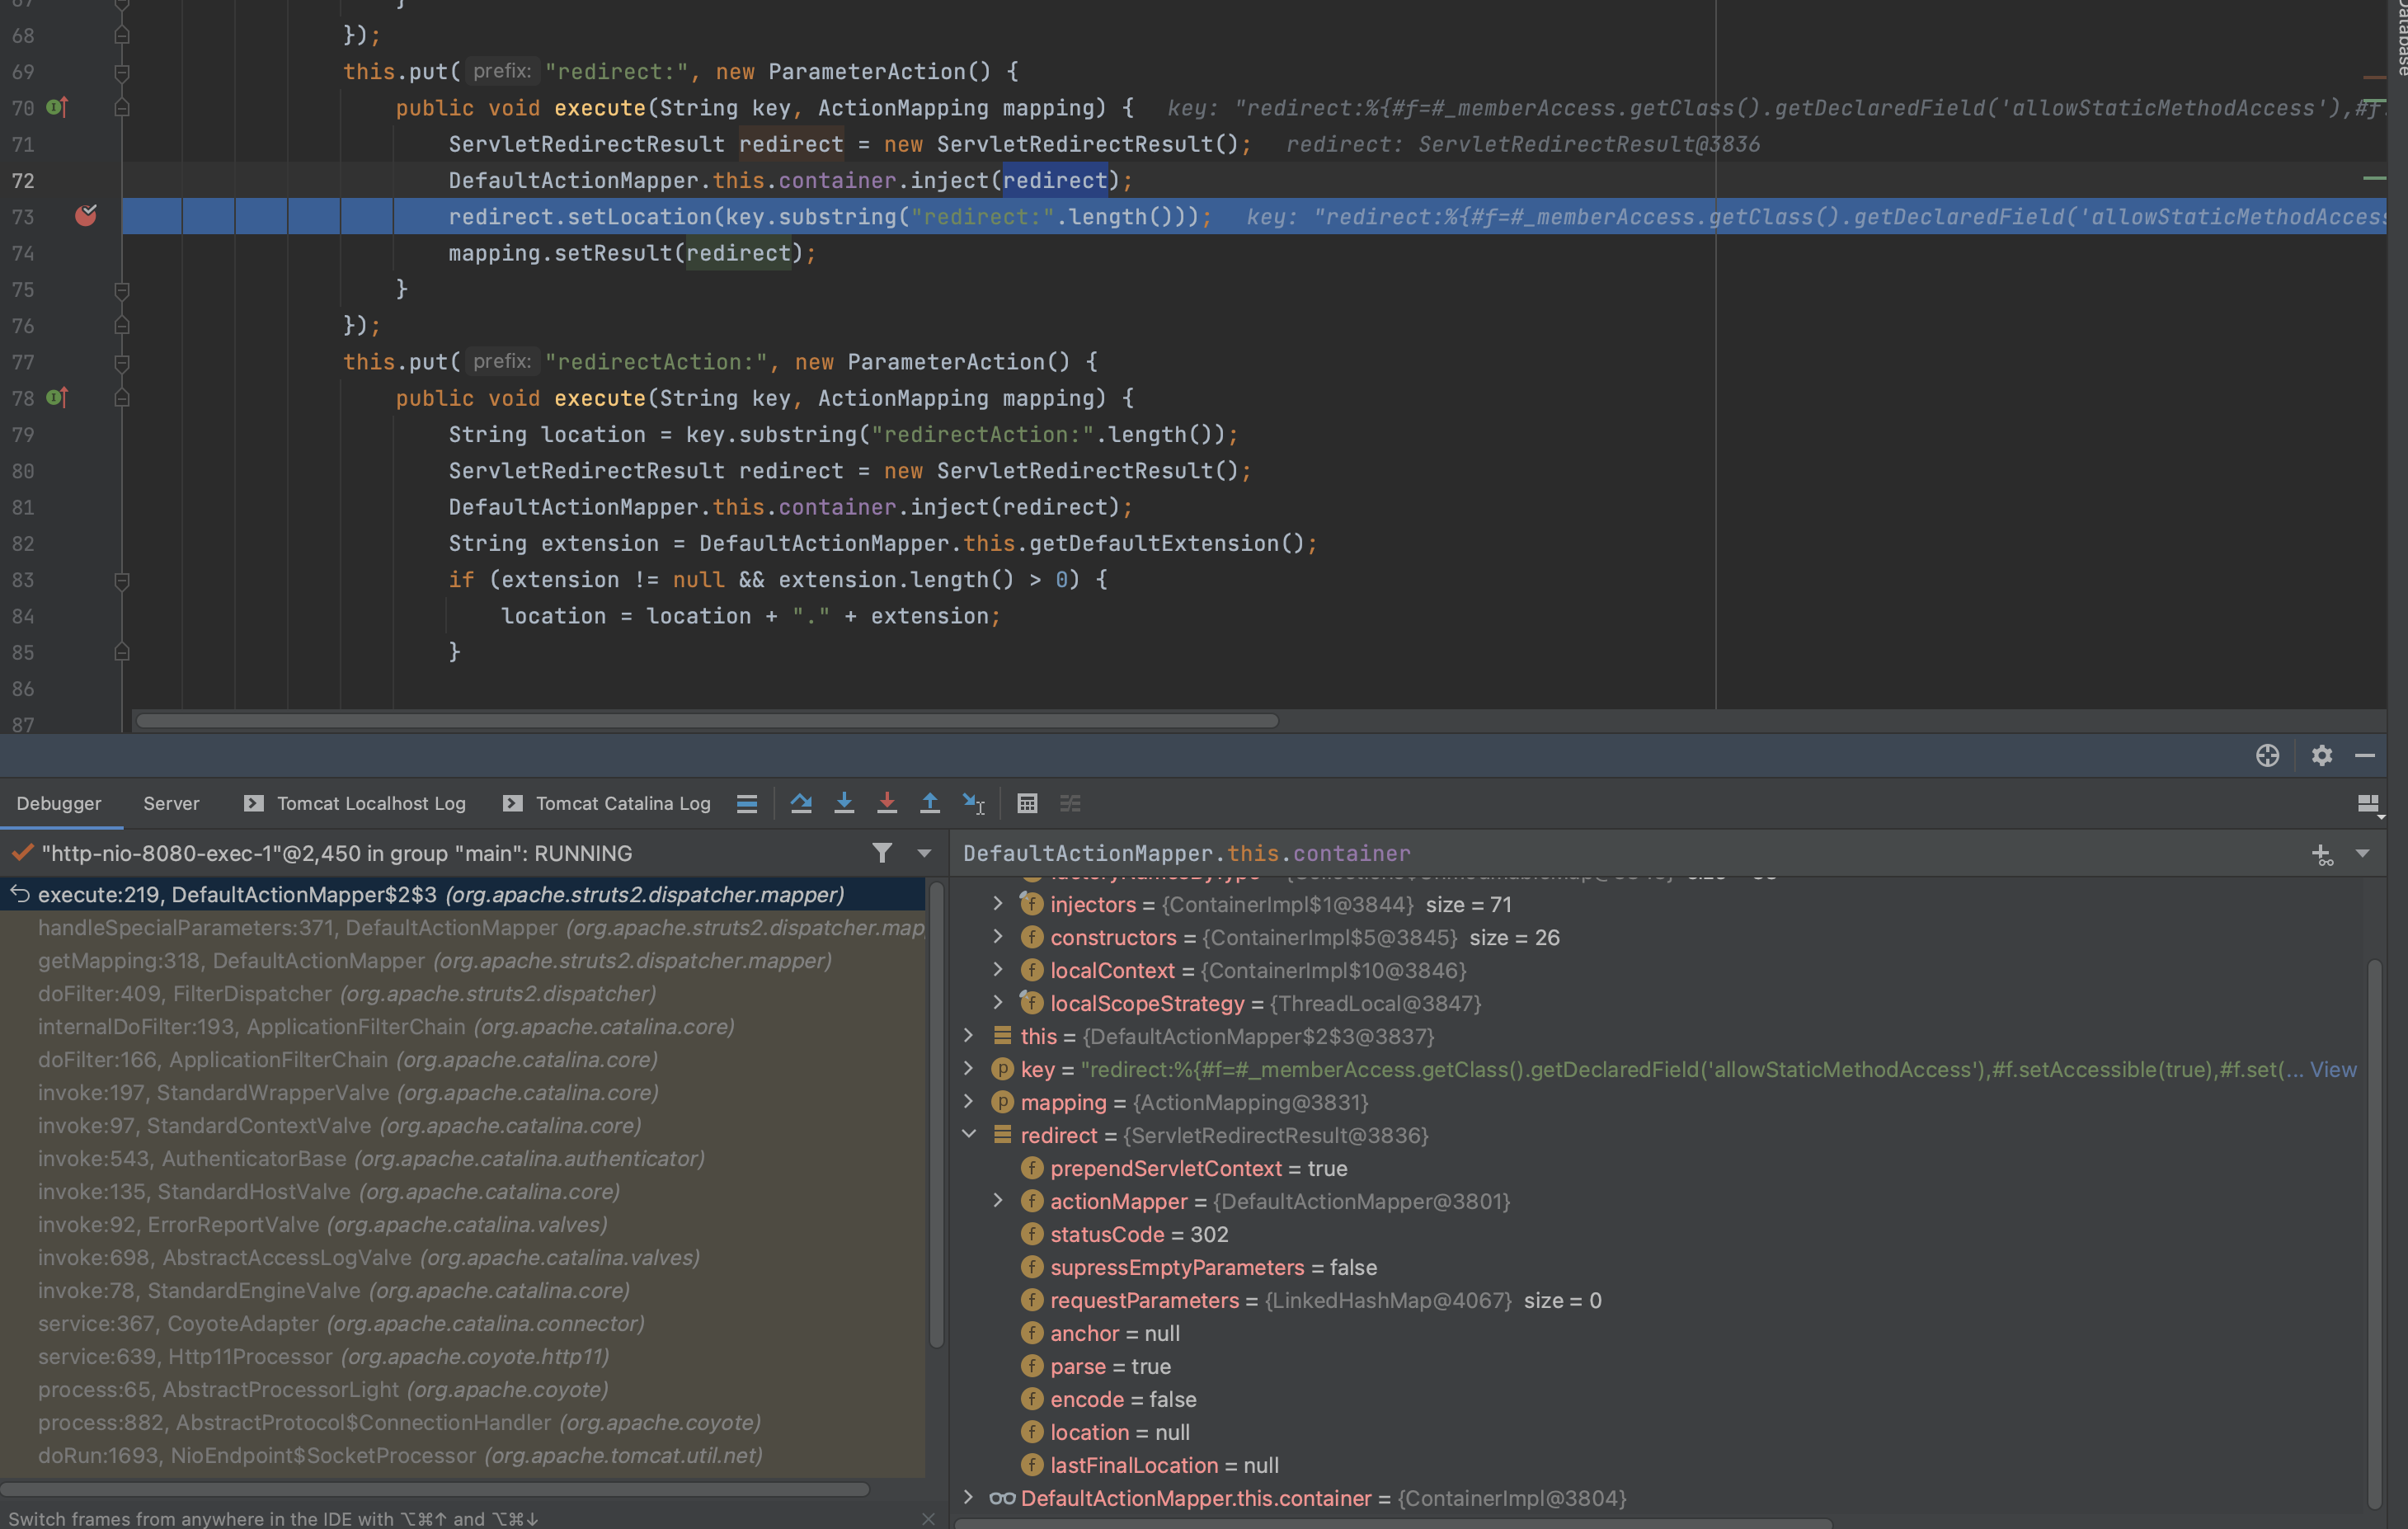 }
68 });
69 this.put( prefix: "redirect:", new ParameterAction() {
70 public void execute(String key, ActionMapping mapping) { key: "redirect:%{#f=#_memberAccess.getClass().getDeclaredField('allowStaticMethodAccess'),#f.
71 ServletRedirectResult redirect = new ServletRedirectResult(); redirect: ServletRedirectResult@3836
72 DefaultActionMapper.this.container.inject(redirect);
73 redirect.setLocation(key.substring("redirect:".length())); key: "redirect:%{#f=#_memberAccess.getClass().getDeclaredField('allowStaticMethodAccess
74 mapping.setResult(redirect);
75 }
76 });
77 this.put( prefix: "redirectAction:", new ParameterAction() {
78 public void execute(String key, ActionMapping mapping) {
79 String location = key.substring("redirectAction:".length());
80 ServletRedirectResult redirect = new ServletRedirectResult();
81 DefaultActionMapper.this.container.inject(redirect);
82 String extension = DefaultActionMapper.this.getDefaultExtension();
83 if (extension != null && extension.length() > 0) {
84 location = location + "." + extension;
85 }
86
87
Database
Debugger Server Tomcat Localhost Log Tomcat Catalina Log
"http-nio-8080-exec-1"@2,450 in group "main": RUNNING
execute:219, DefaultActionMapper$2$3 (org.apache.struts2.dispatcher.mapper)
handleSpecialParameters:371, DefaultActionMapper (org.apache.struts2.dispatcher.map
getMapping:318, DefaultActionMapper (org.apache.struts2.dispatcher.mapper)
doFilter:409, FilterDispatcher (org.apache.struts2.dispatcher)
internalDoFilter:193, ApplicationFilterChain (org.apache.catalina.core)
doFilter:166, ApplicationFilterChain (org.apache.catalina.core)
invoke:197, StandardWrapperValve (org.apache.catalina.core)
invoke:97, StandardContextValve (org.apache.catalina.core)
invoke:543, AuthenticatorBase (org.apache.catalina.authenticator)
invoke:135, StandardHostValve (org.apache.catalina.core)
invoke:92, ErrorReportValve (org.apache.catalina.valves)
invoke:698, AbstractAccessLogValve (org.apache.catalina.valves)
invoke:78, StandardEngineValve (org.apache.catalina.core)
service:367, CoyoteAdapter (org.apache.catalina.connector)
service:639, Http11Processor (org.apache.coyote.http11)
process:65, AbstractProcessorLight (org.apache.coyote)
process:882, AbstractProtocol$ConnectionHandler (org.apache.coyote)
doRun:1693, NioEndpoint$SocketProcessor (org.apache.tomcat.util.net)
Switch frames from anywhere in the IDE with ⌥⌘↑ and ⌥⌘↓
DefaultActionMapper.this.container
injectors = {ContainerImpl$1@3844} size = 71
constructors = {ContainerImpl$5@3845} size = 26
localContext = {ContainerImpl$10@3846}
localScopeStrategy = {ThreadLocal@3847}
this = {DefaultActionMapper$2$3@3837}
key = "redirect:%{#f=#_memberAccess.getClass().getDeclaredField('allowStaticMethodAccess'),#f.setAccessible(true),#f.set(... View
mapping = {ActionMapping@3831}
redirect = {ServletRedirectResult@3836}
prependServletContext = true
actionMapper = {DefaultActionMapper@3801}
statusCode = 302
supressEmptyParameters = false
requestParameters = {LinkedHashMap@4067} size = 0
anchor = null
parse = true
encode = false
location = null
lastFinalLocation = null
DefaultActionMapper.this.container = {ContainerImpl@3804}